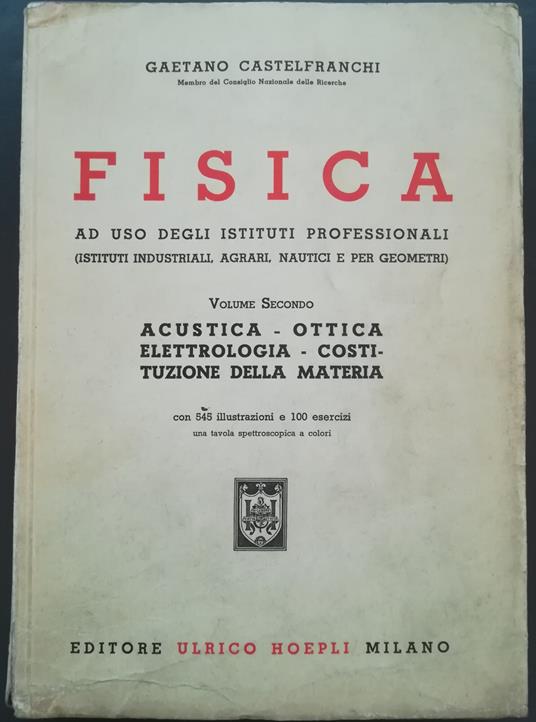 GAETANO CASTELFRANCHI
Membro del Consiglio Nazionale delle Ricerche
FISICA
AD USO DEGLI ISTITUTI PROFESSIONALI
(ISTITUTI INDUSTRIALI, AGRARI, NAUTICI E PER GEOMETRI)
VOLUME SECONDO
ACUSTICA - OTTICA
ELETTROLOGIA - COSTI-
TUZIONE DELLA MATERIA
con 545 illustrazioni e 100 esercizi
una tavola spettroscopica a colori
EDITORE ULRICO HOEPLI MILANO